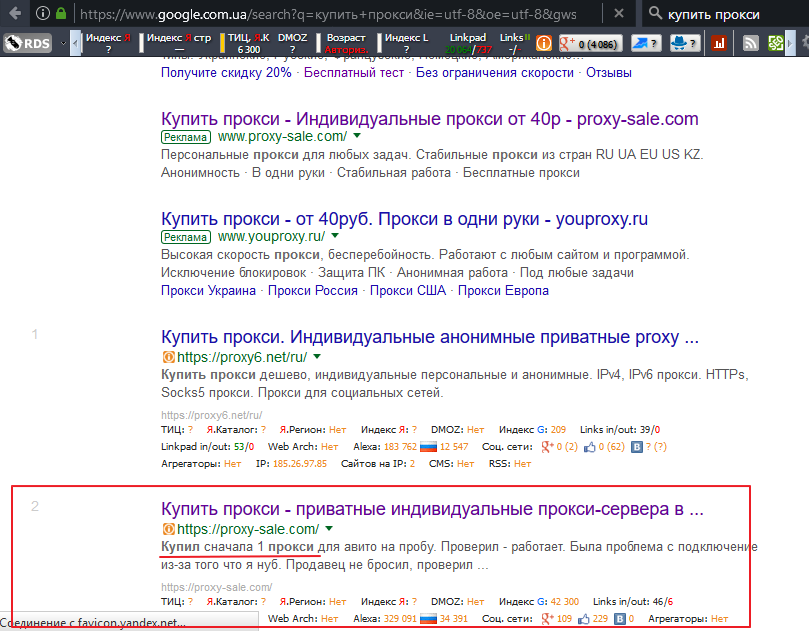 https://www.google.com.ua/search?q=купить+прокси&ie=utf-8&oe=utf-8&gws
купить прокси
RDS
Индекс Я ?
Индекс Я стр —
ТИЦ, Я.К 6 300
DMOZ ?
Возраст Авториз.
Индекс L ?
Linkpad 20 064/737
Links -/-
0 (4 086)
?
?
Получите скидку 20% · Бесплатный тест · Без ограничения скорости · Отзывы
Купить прокси - Индивидуальные прокси от 40р - proxy-sale.com
Реклама www.proxy-sale.com/
Персональные прокси для любых задач. Стабильные прокси из стран RU UA EU US KZ.
Анонимность · В одни руки · Стабильная работа · Бесплатные прокси
Купить прокси - от 40руб. Прокси в одни руки - youproxy.ru
Реклама www.youproxy.ru/
Высокая скорость прокси, бесперебойность. Работают с любым сайтом и программой.
Исключение блокировок · Защита ПК · Анонимная работа · Под любые задачи
Прокси Украина · Прокси Россия · Прокси США · Прокси Европа
1
Купить прокси. Индивидуальные анонимные приватные proxy ...
https://proxy6.net/ru/
Купить прокси дешево, индивидуальные персональные и анонимные. IPv4, IPv6 прокси. HTTPs,
Socks5 прокси. Прокси для социальных сетей.
https://proxy6.net/ru/
ТИЦ: ? Я.Каталог: ? Я.Регион: Нет Индекс Я: ? DMOZ: Нет Индекс G: 209 Links in/out: 39/0
Linkpad in/out: 53/0 Web Arch: Нет Alexa: 183 762 12 547 Соц. сети: 0 (2) 0 (62) ? (?)
Агрегаторы: Нет IP: 185.26.97.85 Сайтов на IP: 2 CMS: Нет RSS: Нет
2
Купить прокси - приватные индивидуальные прокси-сервера в ...
https://proxy-sale.com/
Купил сначала 1 прокси для авито на пробу. Проверил - работает. Была проблема с подключение
из-за того что я нуб. Продавец не бросил, проверил ...
https://proxy-sale.com/
ТИЦ: ? Я.Каталог: ? Я.Регион: Нет Индекс Я: ? DMOZ: Нет Индекс G: 42 300 Links in/out: 46/6
Соединение с favicon.yandex.net... Web Arch: Нет Alexa: 329 091 34 391 Соц. сети: 109 229 0 Агрегаторы: Нет